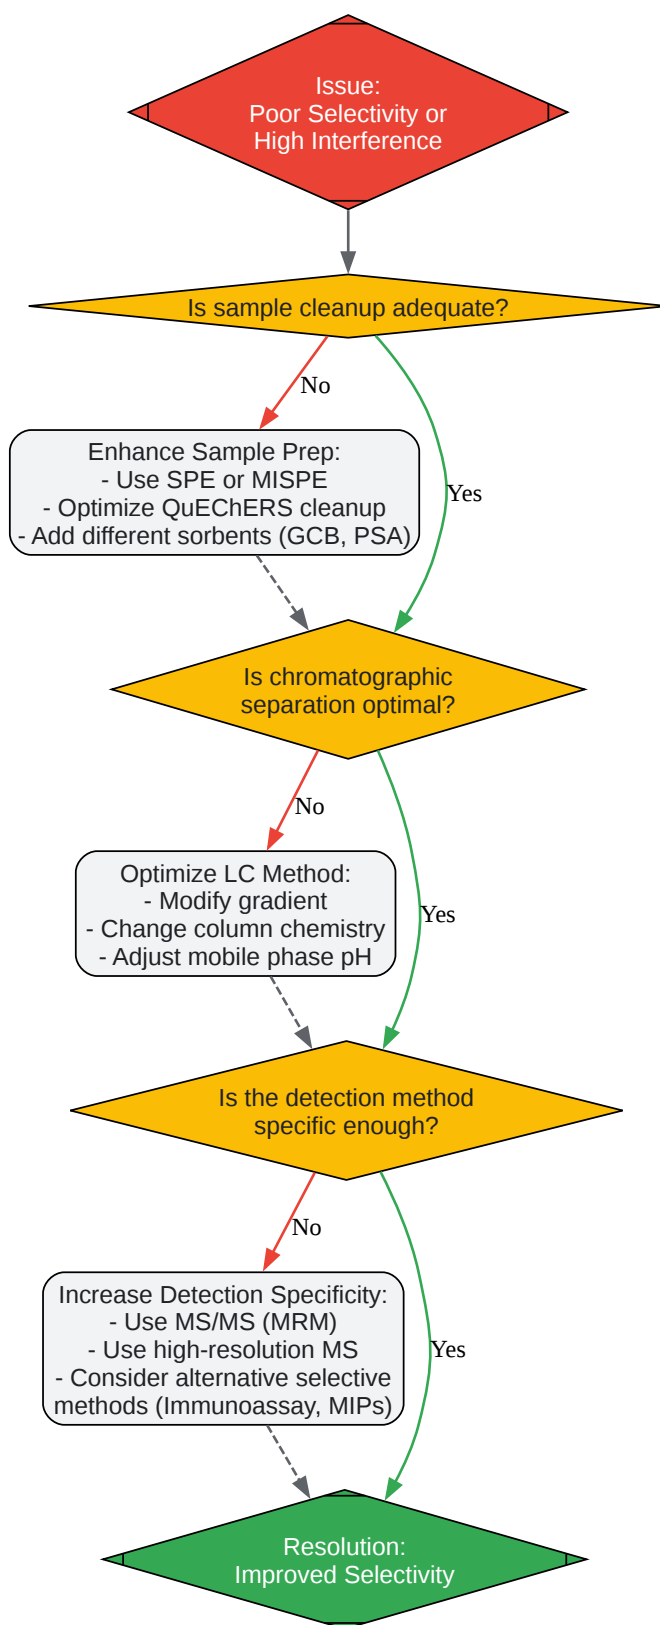 Issue:
Poor Selectivity or
High Interference
Is sample cleanup adequate?
No
Enhance Sample Prep:
- Use SPE or MISPE
- Optimize QuEChERS cleanup
- Add different sorbents (GCB, PSA)
Yes
Is chromatographic
separation optimal?
No
Optimize LC Method:
- Modify gradient
- Change column chemistry
- Adjust mobile phase pH
Yes
Is the detection method
specific enough?
No
Increase Detection Specificity:
- Use MS/MS (MRM)
- Use high-resolution MS
- Consider alternative selective
methods (Immunoassay, MIPs)
Yes
Resolution:
Improved Selectivity